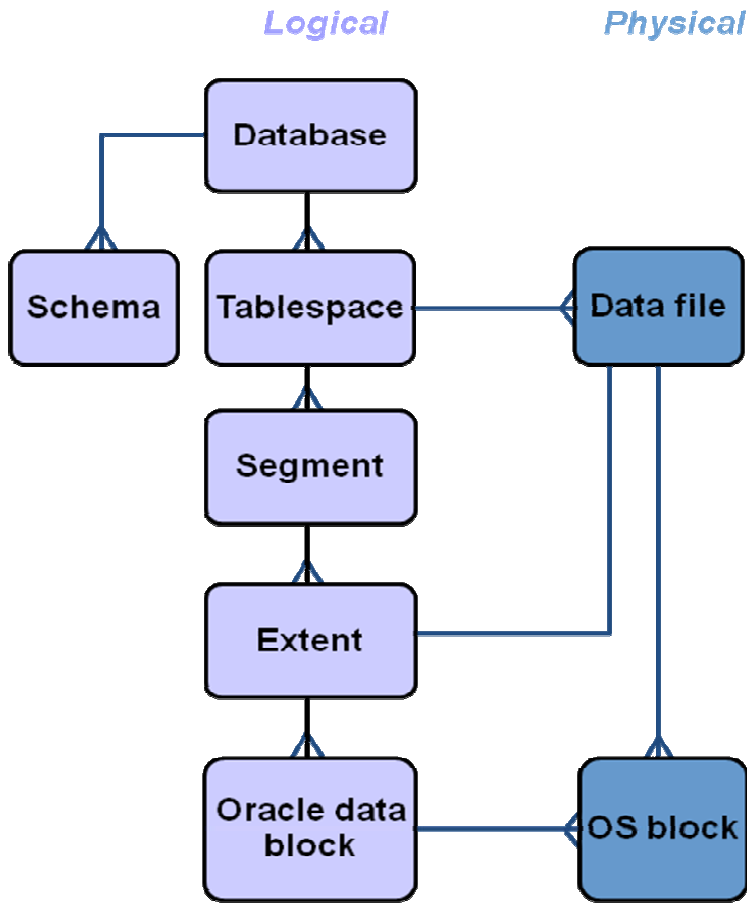 Logical
Physical
Database
Schema
Tablespace
Data file
Segment
Extent
Oracle data
block
OS block